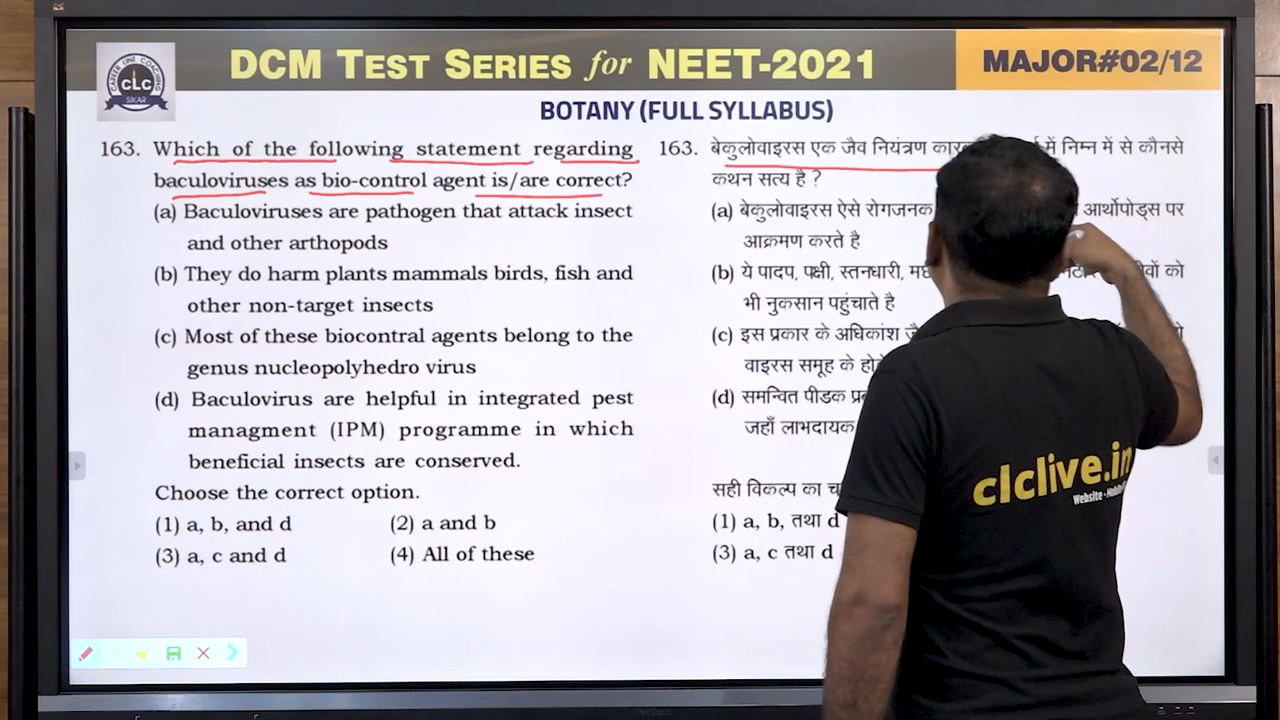 DCM TEST SERIES for NEET-2021
MAJOR#02/12
CAREER LINE COACHING
CLC
SIKAR
BOTANY (FULL SYLLABUS)
163. Which of the following statement regarding
baculoviruses as bio-control agent is/are correct?
(a) Baculoviruses are pathogen that attack insect
and other arthopods
(b) They do harm plants mammals birds, fish and
other non-target insects
(c) Most of these biocontral agents belong to the
genus nucleopolyhedro virus
(d) Baculovirus are helpful in integrated pest
managment (IPM) programme in which
beneficial insects are conserved.
Choose the correct option.
(1) a, b, and d (2) a and b
(3) a, c and d (4) All of these
163. बेकुलोवाइरस एक जैव नियंत्रण में निम्न में से कौनसे
कथन सत्य है ?
(a) बेकुलोवाइरस ऐसे रोगजनक आर्थोपोड्स पर
आक्रमण करते है
(b) ये पादप, पक्षी, स्तनधारी, को
भी नुकसान पहुंचाते है
(c) इस प्रकार के अधिकांश
वाइरस समूह के
(d) समन्वित पीडक
जहाँ लाभदायक
सही विकल्प का
(1) a, b, तथा d
(3) a, c तथा d
clclive.in
Website